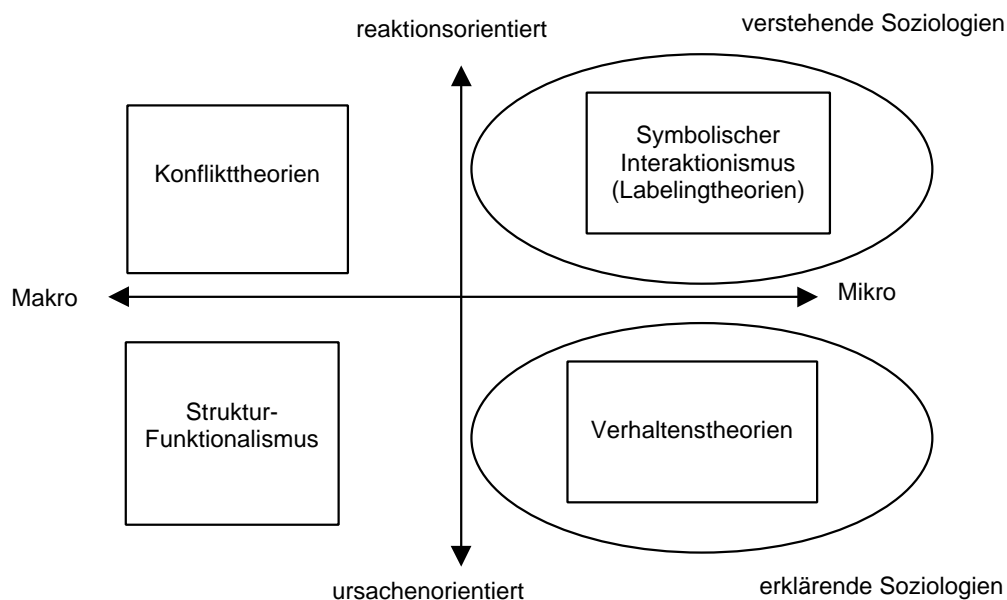 reaktionsorientiert
verstehende Soziologien
Konflikttheorien
Symbolischer
Interaktionismus
(Labelingtheorien)
Makro
Mikro
Struktur-
Funktionalismus
Verhaltenstheorien
ursachenorientiert
erklärende Soziologien